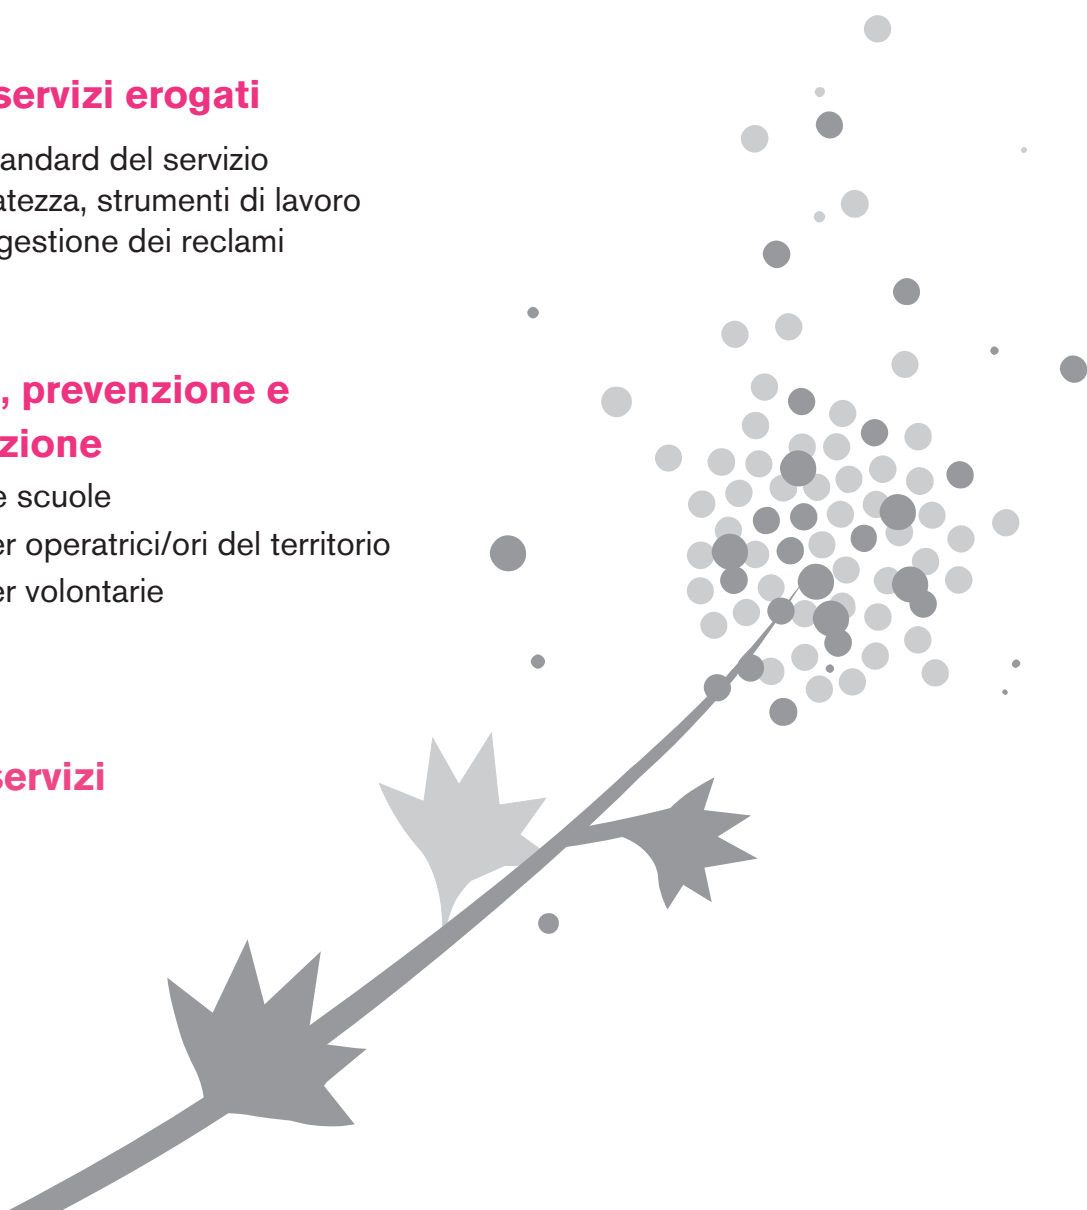 servizi erogati
andard del servizio
atezza, strumenti di lavoro
gestione dei reclami
, prevenzione e
zione
e scuole
er operatrici/ori del territorio
er volontarie
servizi